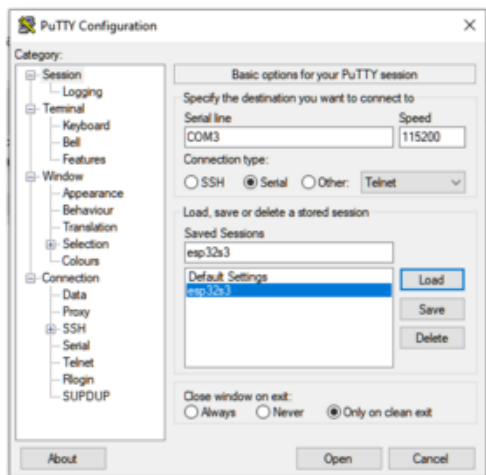 PuTTY Configuration
Category:
Session
Logging
Terminal
Keyboard
Bell
Features
Window
Appearance
Behaviour
Translation
Selection
Colours
Connection
Data
Proxy
SSH
Serial
Telnet
Rlogin
SUPDUP
Basic options for your PuTTY session
Specify the destination you want to connect to
Serial line Speed
COM3 115200
Connection type:
SSH Serial Other: Telnet
Load, save or delete a stored session
Saved Sessions
esp32s3
Default Settings
esp32s3
Load
Save
Delete
Close window on exit:
Always Never Only on clean exit
About Open Cancel